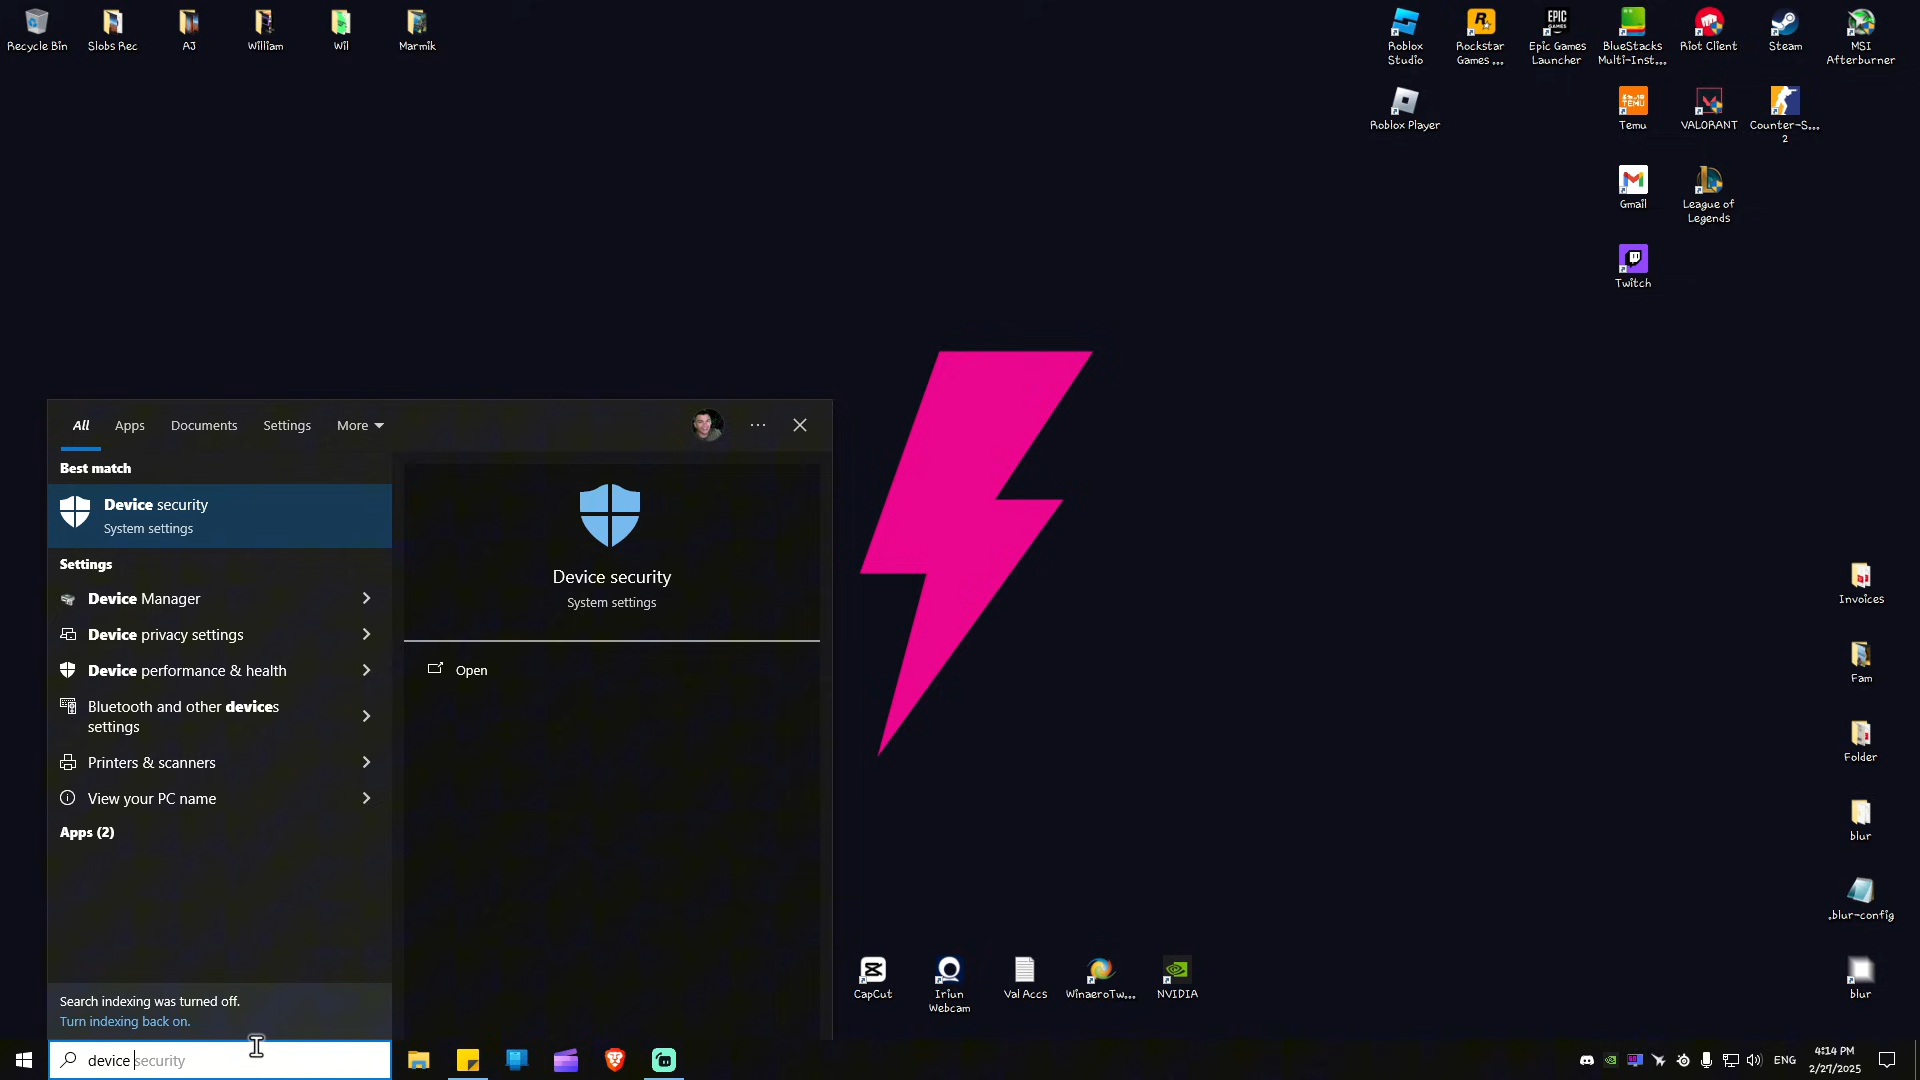 Recycle Bin
Slobs Rec
AJ
William
Wil
Marmik
Roblox
Studio
Rockstar
Games ...
Epic Games
Launcher
BlueStacks
Multi-Inst...
Riot Client
Steam
MSI
Afterburner
Roblox Player
Temu
VALORANT
Counter-S...
2
Gmail
League of
Legends
Twitch
All
Apps
Documents
Settings
More
Best match
Device security
System settings
Settings
Device Manager
Device privacy settings
Device performance & health
Bluetooth and other devices
settings
Printers & scanners
View your PC name
Apps (2)
Device security
System settings
Open
Search indexing was turned off.
Turn indexing back on.
Invoices
Fam
Folder
blur
.blur-config
blur
CapCut
Iriun
Webcam
Val Accs
WinaeroTw...
NVIDIA
device security
ENG
4:14 PM
2/27/2025